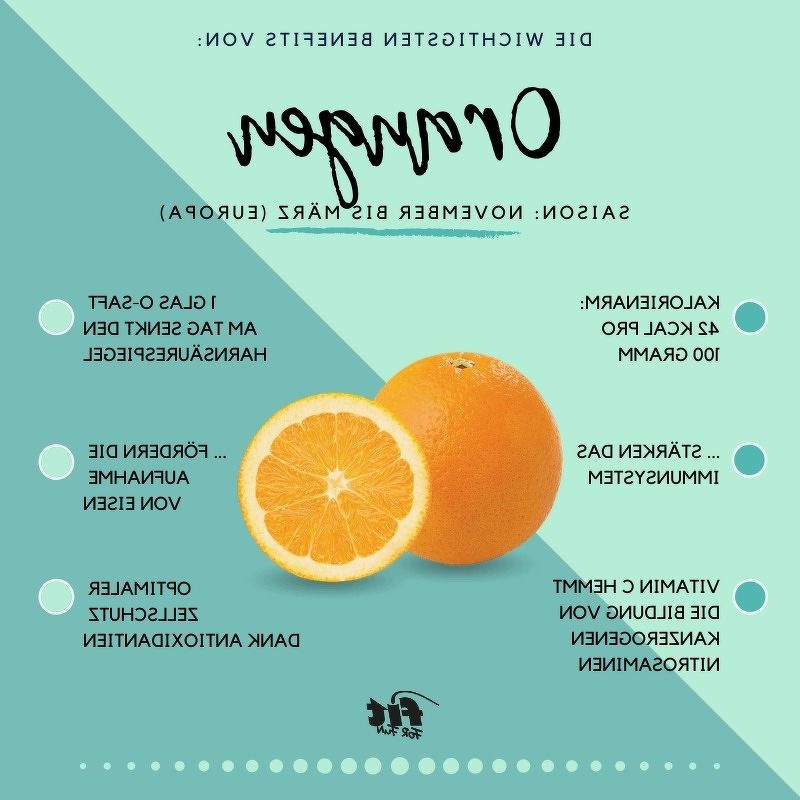 DIE WICHTIGSTEN BENEFITS VON:
Orangen
SAISON: NOVEMBER BIS MÄRZ (EUROPA)
KALORIENARM:
42 KCAL PRO
100 GRAMM
... STÄRKEN DAS
IMMUNSYSTEM
VITAMIN C HEMMT
DIE BILDUNG VON
KANZEROGENEN
NITROSAMINEN
1 GLAS O-SAFT
AM TAG SENKT DEN
HARNSÄURESPIEGEL
... FÖRDERN DIE
AUFNAHME
VON EISEN
OPTIMALER
ZELLSCHUTZ
DANK ANTIOXIDANTIEN
fit
FOR FUN